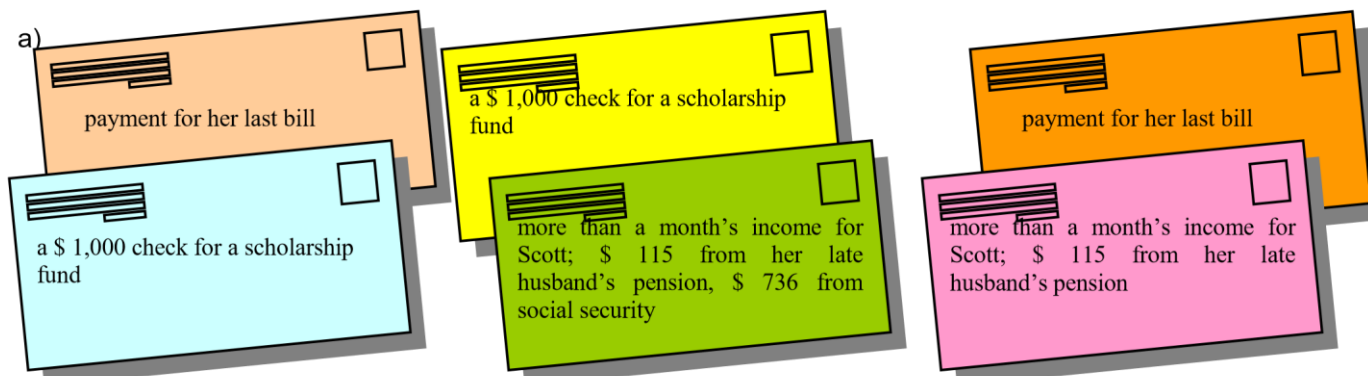 a)
payment for her last bill
a $ 1,000 check for a scholarship
fund
a $ 1,000 check for a scholarship
fund
more than a month’s income for
Scott; $ 115 from her late
husband’s pension, $ 736 from
social security
payment for her last bill
more than a month’s income for
Scott; $ 115 from her late
husband’s pension